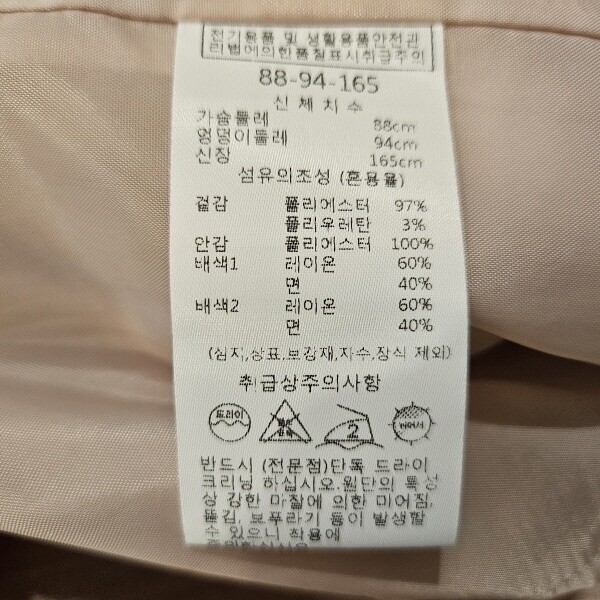 전기용품 및 생활용품안전관
리법에의한품질표시취급주의
88-94-165
신 체 치 수
가슴둘레 88cm
엉덩이둘레 94cm
신장 165cm
섬유의조성 (혼용율)
겉감 폴리에스터 97%
폴리우레탄 3%
안감 폴리에스터 100%
배색1 레이온 60%
면 40%
배색2 레이온 60%
면 40%
(심지,상표,보강재,자수,장식 제외)
취급상주의사항
드라이 2 뉘어서
반드시 (전문점)단독 드라이
크리닝 하십시오.원단의 특성
상 강한 마찰에 의한 미어짐,
뜯김, 보푸라기 등이 발생할
수 있으니 착용에